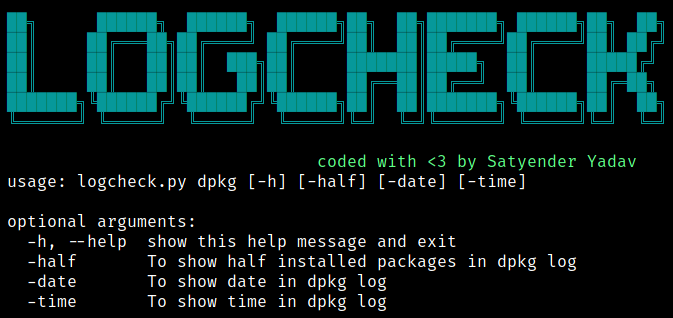 LOGCHECK
coded with <3 by Satyender Yadav
usage: logcheck.py dpkg [-h] [-half] [-date] [-time]
optional arguments:
-h, --help  show this help message and exit
-half       To show half installed packages in dpkg log
-date       To show date in dpkg log
-time       To show time in dpkg log